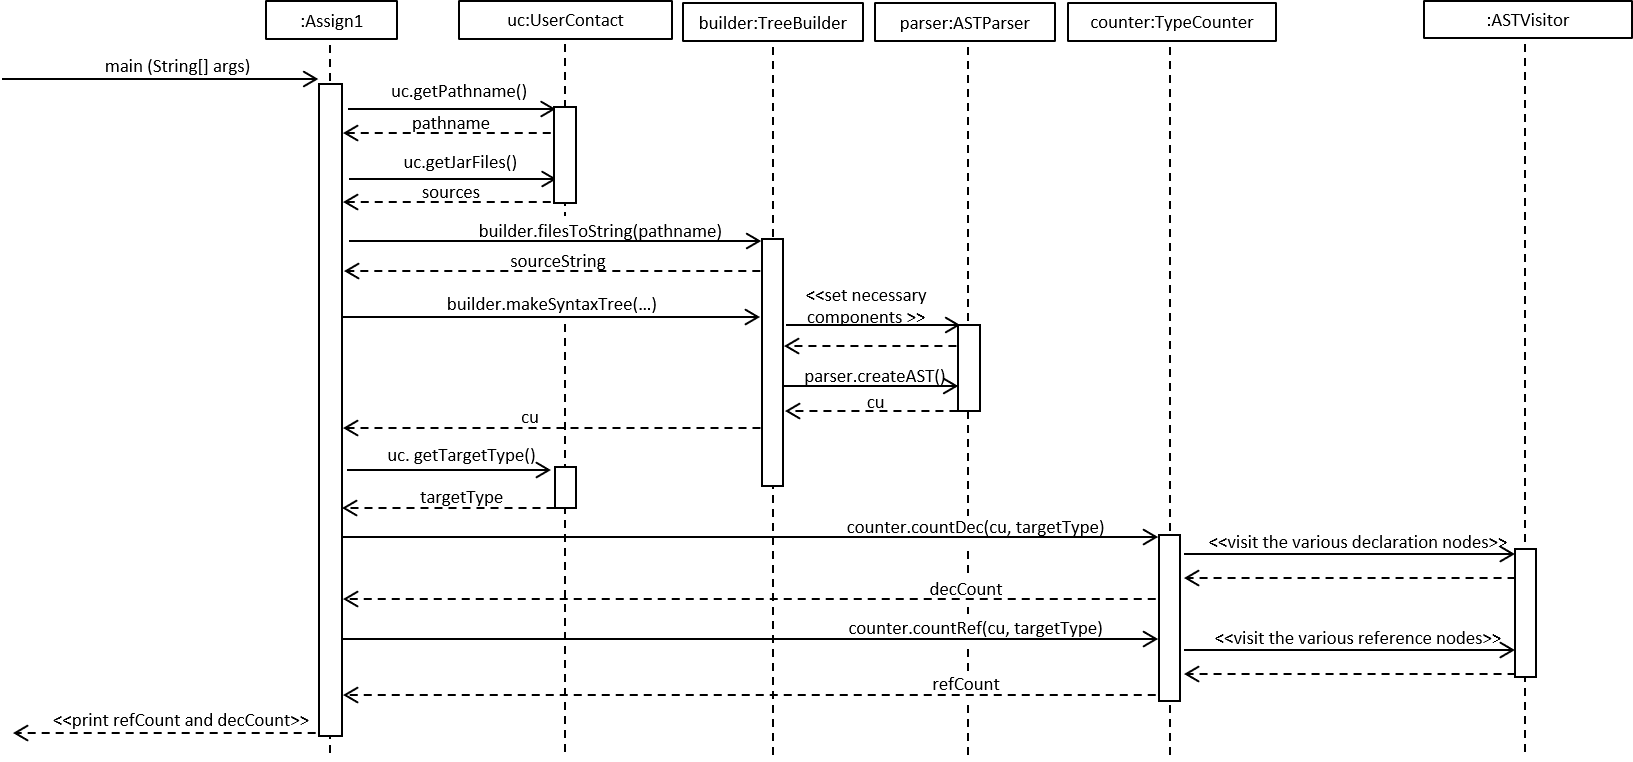 :Assign1
uc:UserContact
builder:TreeBuilder
parser:ASTParser
counter:TypeCounter
:ASTVisitor
main (String[] args)
uc.getPathname()
pathname
uc.getJarFiles()
sources
builder.filesToString(pathname)
sourceString
builder.makeSyntaxTree(...)
<<set necessary
components >>
parser.createAST()
cu
cu
uc. getTargetType()
targetType
counter.countDec(cu, targetType)
<<visit the various declaration nodes>>
decCount
counter.countRef(cu, targetType)
<<visit the various reference nodes>>
refCount
<<print refCount and decCount>>